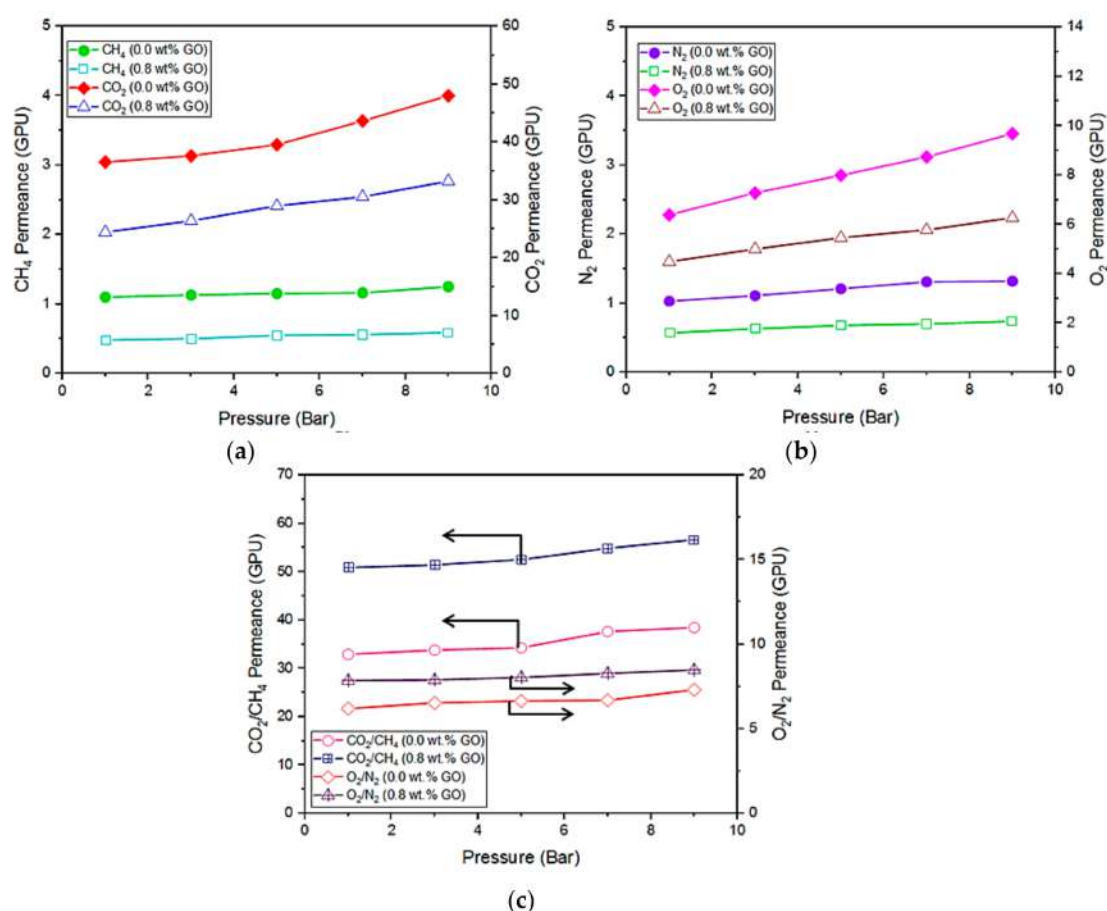 CH₄ (0.0 wt% GO)
CH₄ (0.8 wt% GO)
CO₂ (0.0 wt% GO)
CO₂ (0.8 wt% GO)
CH₄ Permeance (GPU)
0
1
2
3
4
5
CO₂ Permeance (GPU)
0
10
20
30
40
50
60
0 2 4 6 8 10
Pressure (Bar)
(a)
N₂ (0.0 wt.% GO)
N₂ (0.8 wt.% GO)
O₂ (0.0 wt.% GO)
O₂ (0.8 wt.% GO)
N₂ Permeance (GPU)
0
1
2
3
4
5
O₂ Permeance (GPU)
0
2
4
6
8
10
12
14
0 2 4 6 8 10
Pressure (Bar)
(b)
CO₂/CH₄ Permeance (GPU)
0
10
20
30
40
50
60
70
O₂/N₂ Permeance (GPU)
0
5
10
15
20
CO₂/CH₄ (0.0 wt.% GO)
CO₂/CH₄ (0.8 wt.% GO)
O₂/N₂ (0.0 wt.% GO)
O₂/N₂ (0.8 wt.% GO)
0 2 4 6 8 10
Pressure (Bar)
(c)